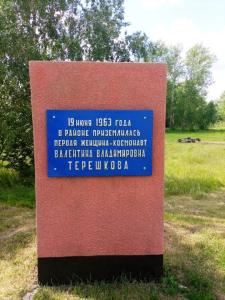 19 июня 1963 года
в районе приземлилась
первая женщина-космонавт
Валентина Владимировна
Терешкова